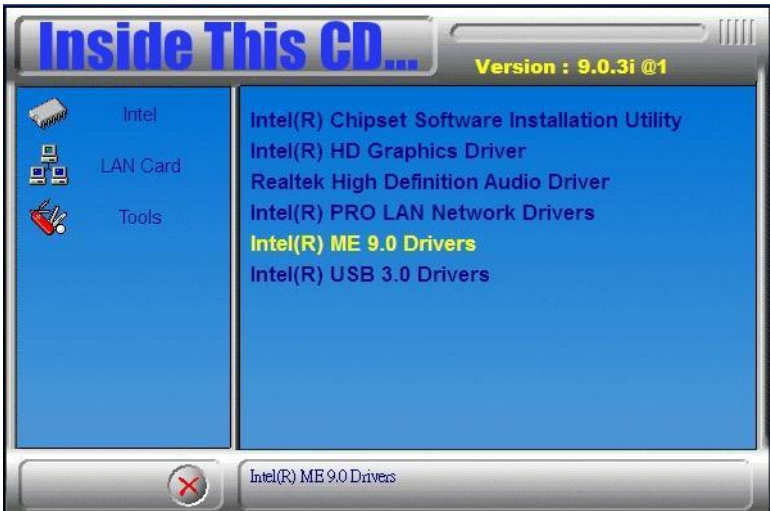 Inside This CD...
Version : 9.0.3i @1
Intel
LAN Card
Tools
Intel(R) Chipset Software Installation Utility
Intel(R) HD Graphics Driver
Realtek High Definition Audio Driver
Intel(R) PRO LAN Network Drivers
Intel(R) ME 9.0 Drivers
Intel(R) USB 3.0 Drivers
Intel(R) ME 9.0 Drivers